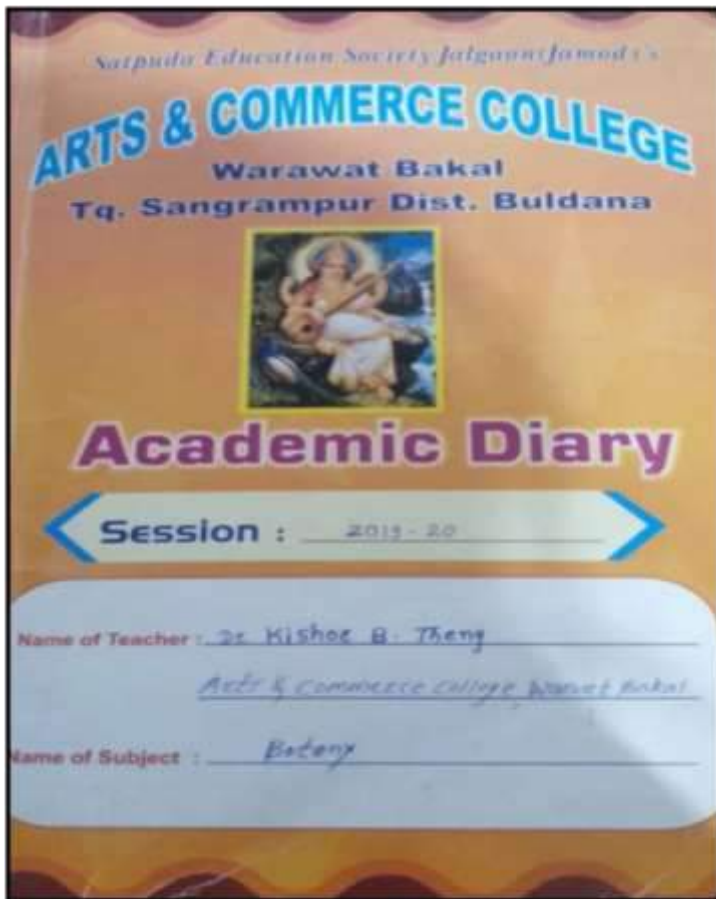 Satpuda Education Society Jalgaon(Jamod)'s
ARTS & COMMERCE COLLEGE
Warawat Bakal
Tq. Sangrampur Dist. Buldana
Academic Diary
Session : 2019-20
Name of Teacher : Dr Kishor B. Theng
Arts & Commerce College, Warvat Bakal
Name of Subject : Botany